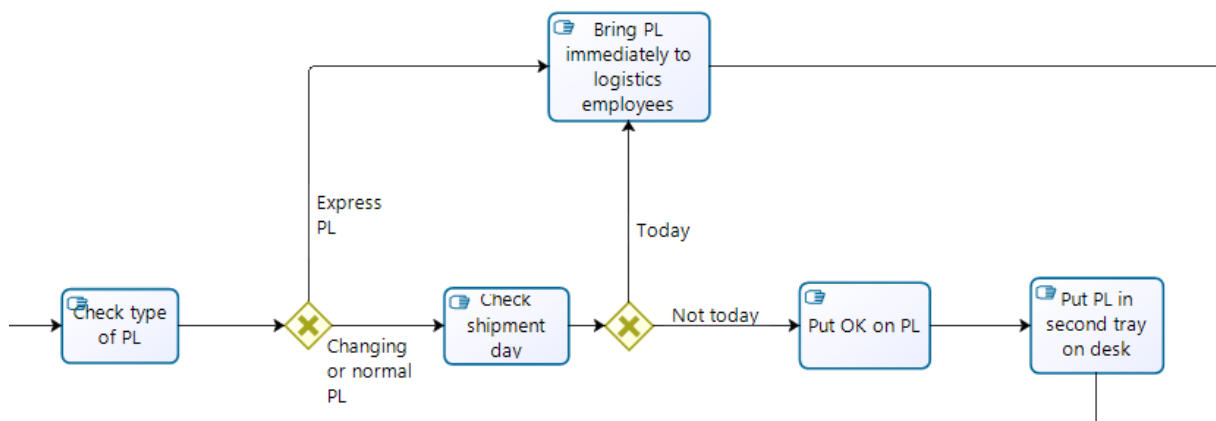 Bring PL
immediately to
logistics
employees
Express
PL
Today
Check type
of PL
Changing
or normal
PL
Check
shipment
day
Not today
Put OK on PL
Put PL in
second tray
on desk